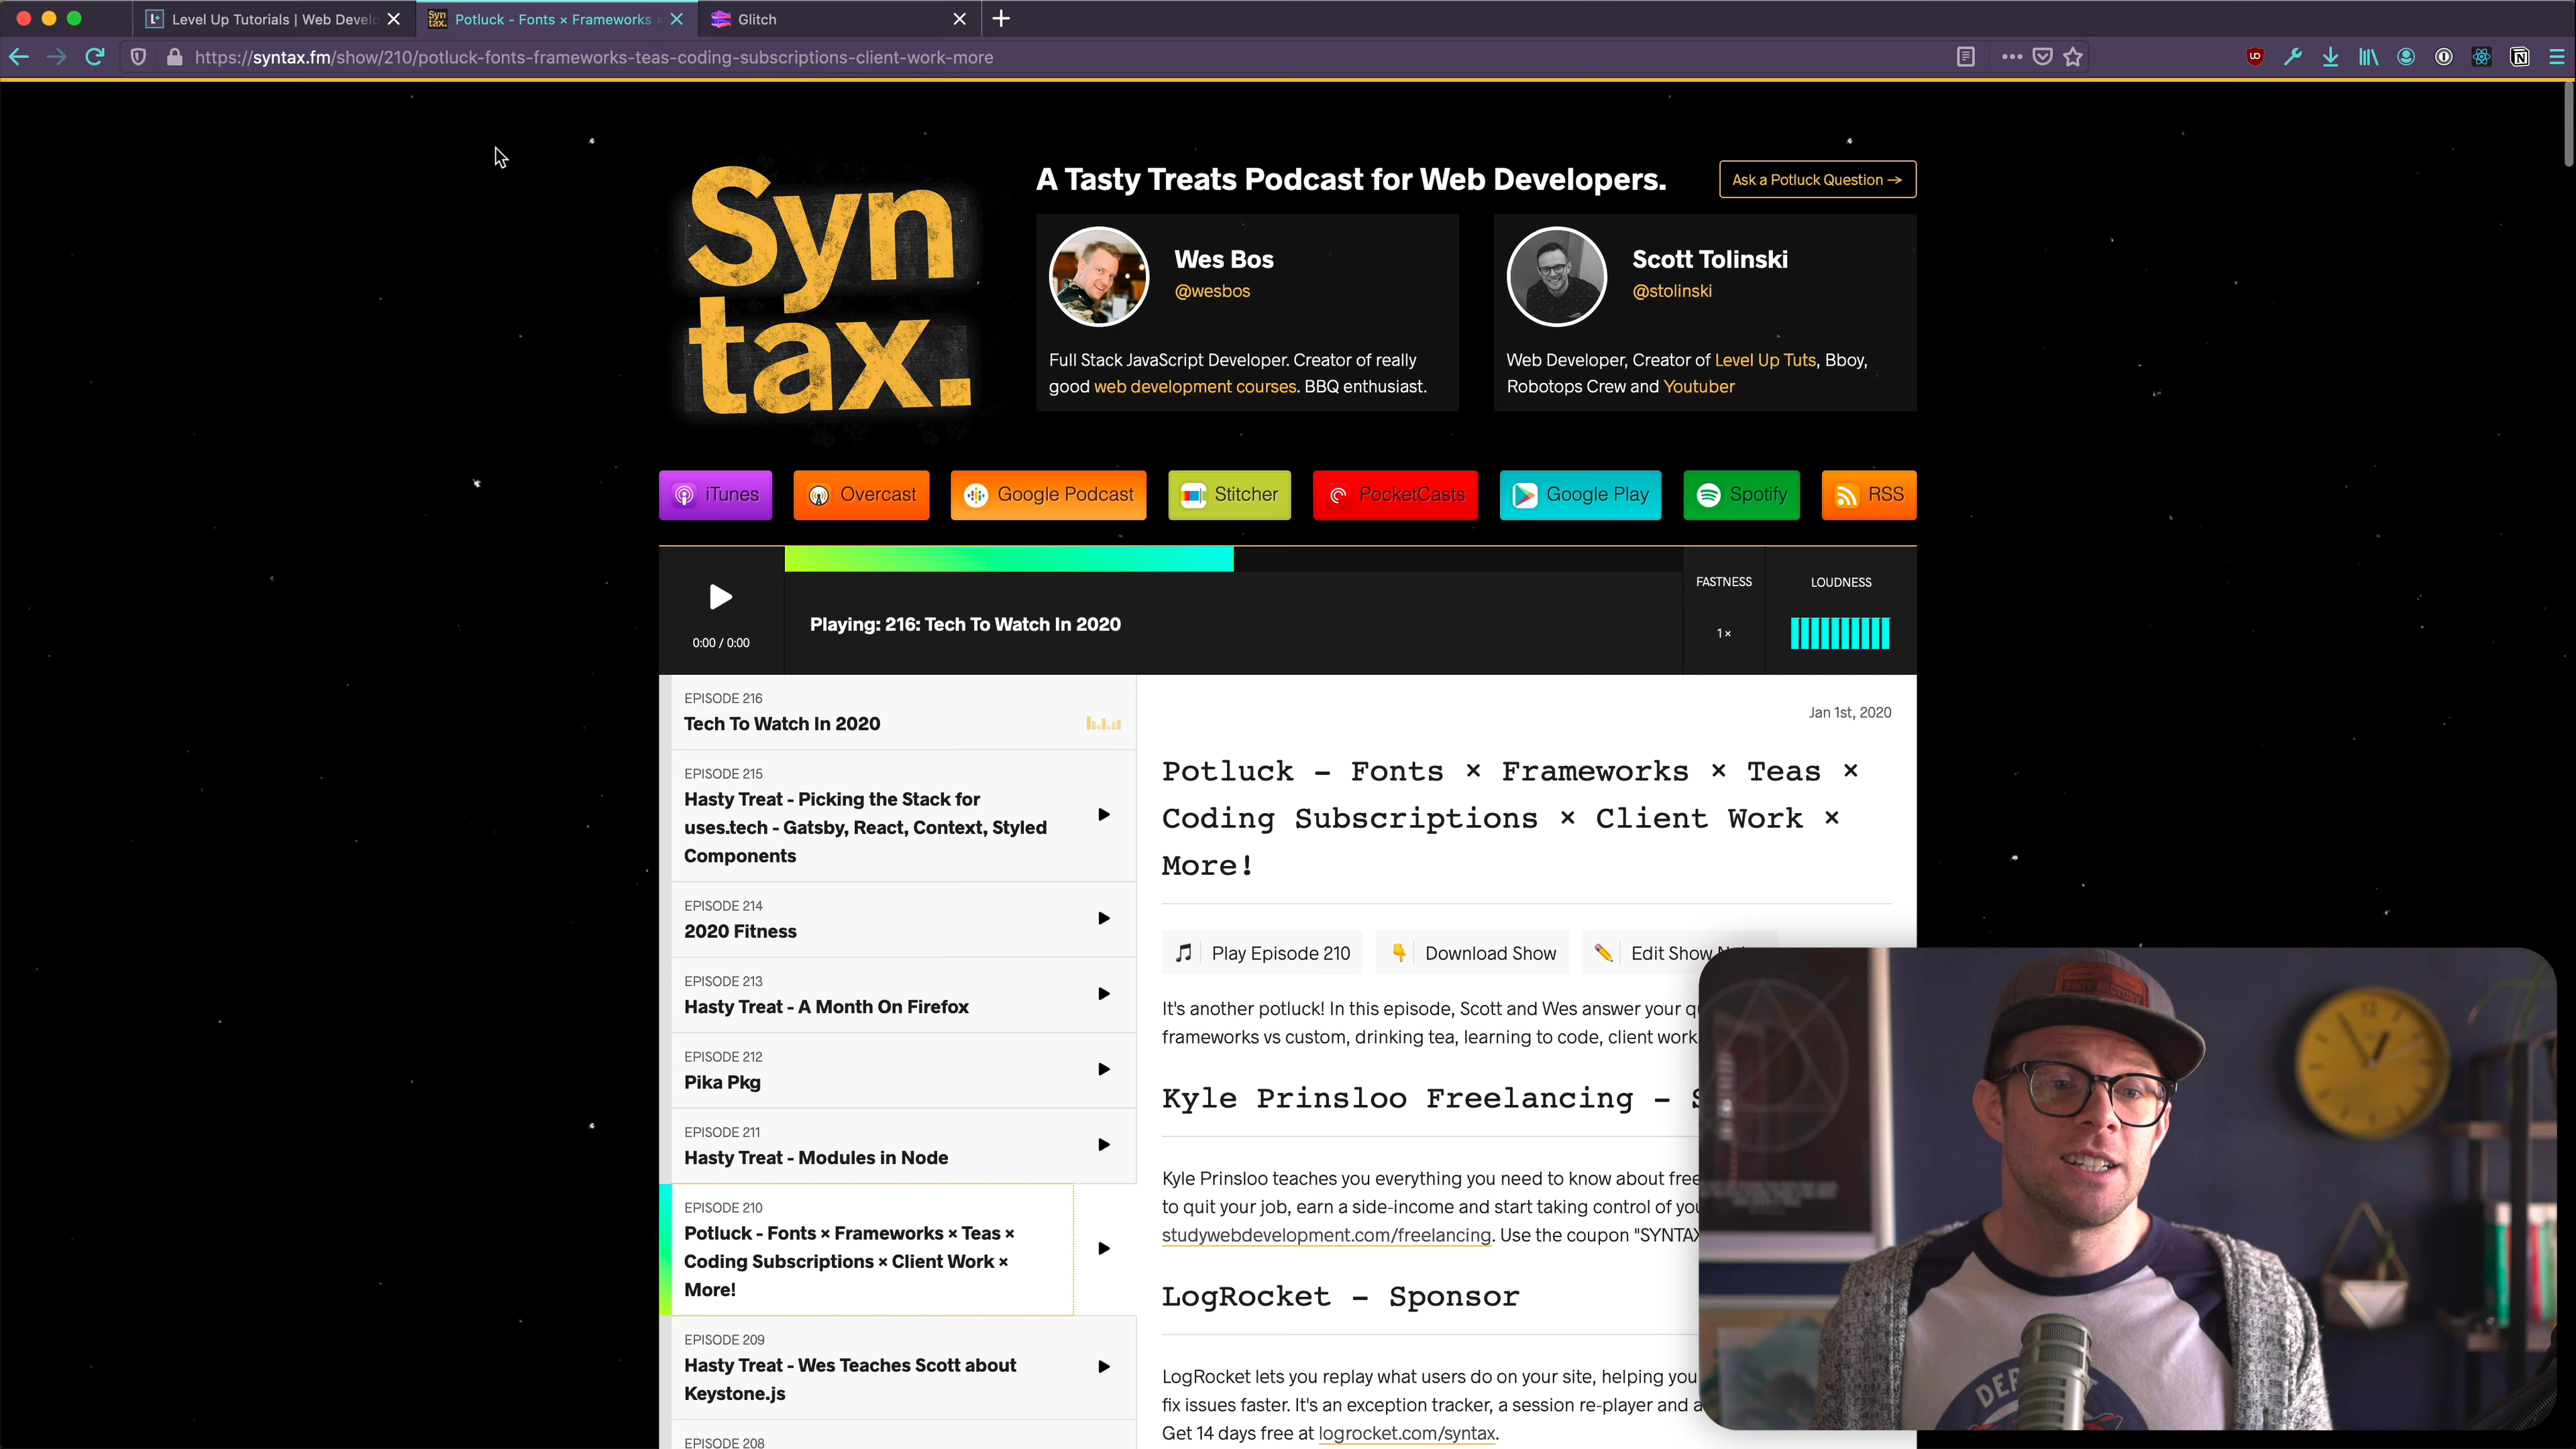 Level Up Tutorials | Web Develo
Potluck - Fonts × Frameworks ×
Glitch
https://syntax.fm/show/210/potluck-fonts-frameworks-teas-coding-subscriptions-client-work-more
Syn
tax.
A Tasty Treats Podcast for Web Developers.
Ask a Potluck Question →
Wes Bos
@wesbos
Full Stack JavaScript Developer. Creator of really
good web development courses. BBQ enthusiast.
Scott Tolinski
@stolinski
Web Developer, Creator of Level Up Tuts, Bboy,
Robotops Crew and Youtuber
iTunes
Overcast
Google Podcast
Stitcher
PocketCasts
Google Play
Spotify
RSS
0:00 / 0:00
Playing: 216: Tech To Watch In 2020
FASTNESS
1×
LOUDNESS
EPISODE 216
Tech To Watch In 2020
EPISODE 215
Hasty Treat - Picking the Stack for
uses.tech - Gatsby, React, Context, Styled
Components
EPISODE 214
2020 Fitness
EPISODE 213
Hasty Treat - A Month On Firefox
EPISODE 212
Pika Pkg
EPISODE 211
Hasty Treat - Modules in Node
EPISODE 210
Potluck - Fonts × Frameworks × Teas ×
Coding Subscriptions × Client Work ×
More!
EPISODE 209
Hasty Treat - Wes Teaches Scott about
Keystone.js
EPISODE 208
Jan 1st, 2020
Potluck - Fonts × Frameworks × Teas ×
Coding Subscriptions × Client Work ×
More!
Play Episode 210
Download Show
Edit Show
It's another potluck! In this episode, Scott and Wes answer your
frameworks vs custom, drinking tea, learning to code, client work
Kyle Prinsloo Freelancing -
Kyle Prinsloo teaches you everything you need to know about
to quit your job, earn a side-income and start taking control of
studywebdevelopment.com/freelancing. Use the coupon "SYNTAX
LogRocket - Sponsor
LogRocket lets you replay what users do on your site, helping you
fix issues faster. It's an exception tracker, a session re-player and
Get 14 days free at logrocket.com/syntax.
BBOY FACTORY